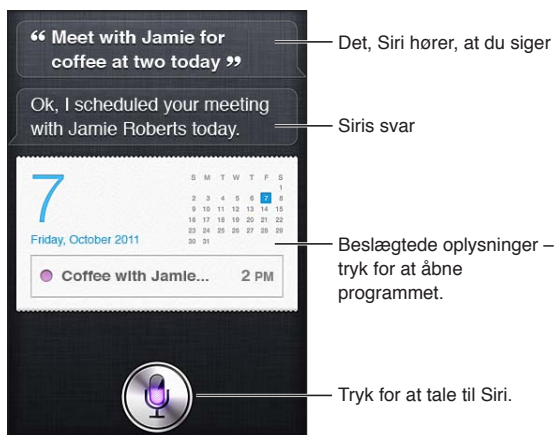 “ Meet with Jamie for
coffee at two today ”
Det, Siri hører, at du siger
Ok, I scheduled your meeting
with Jamie Roberts today.
Siris svar
7
Friday, October 2011
S M T W T F S
1
2 3 4 5 6 7 8
9 10 11 12 13 14 15
16 17 18 19 20 21 22
23 24 25 26 27 28 29
30 31
Coffee with Jamie... 2 PM
Beslægtede oplysninger –
tryk for at åbne
programmet.
Tryk for at tale til Siri.